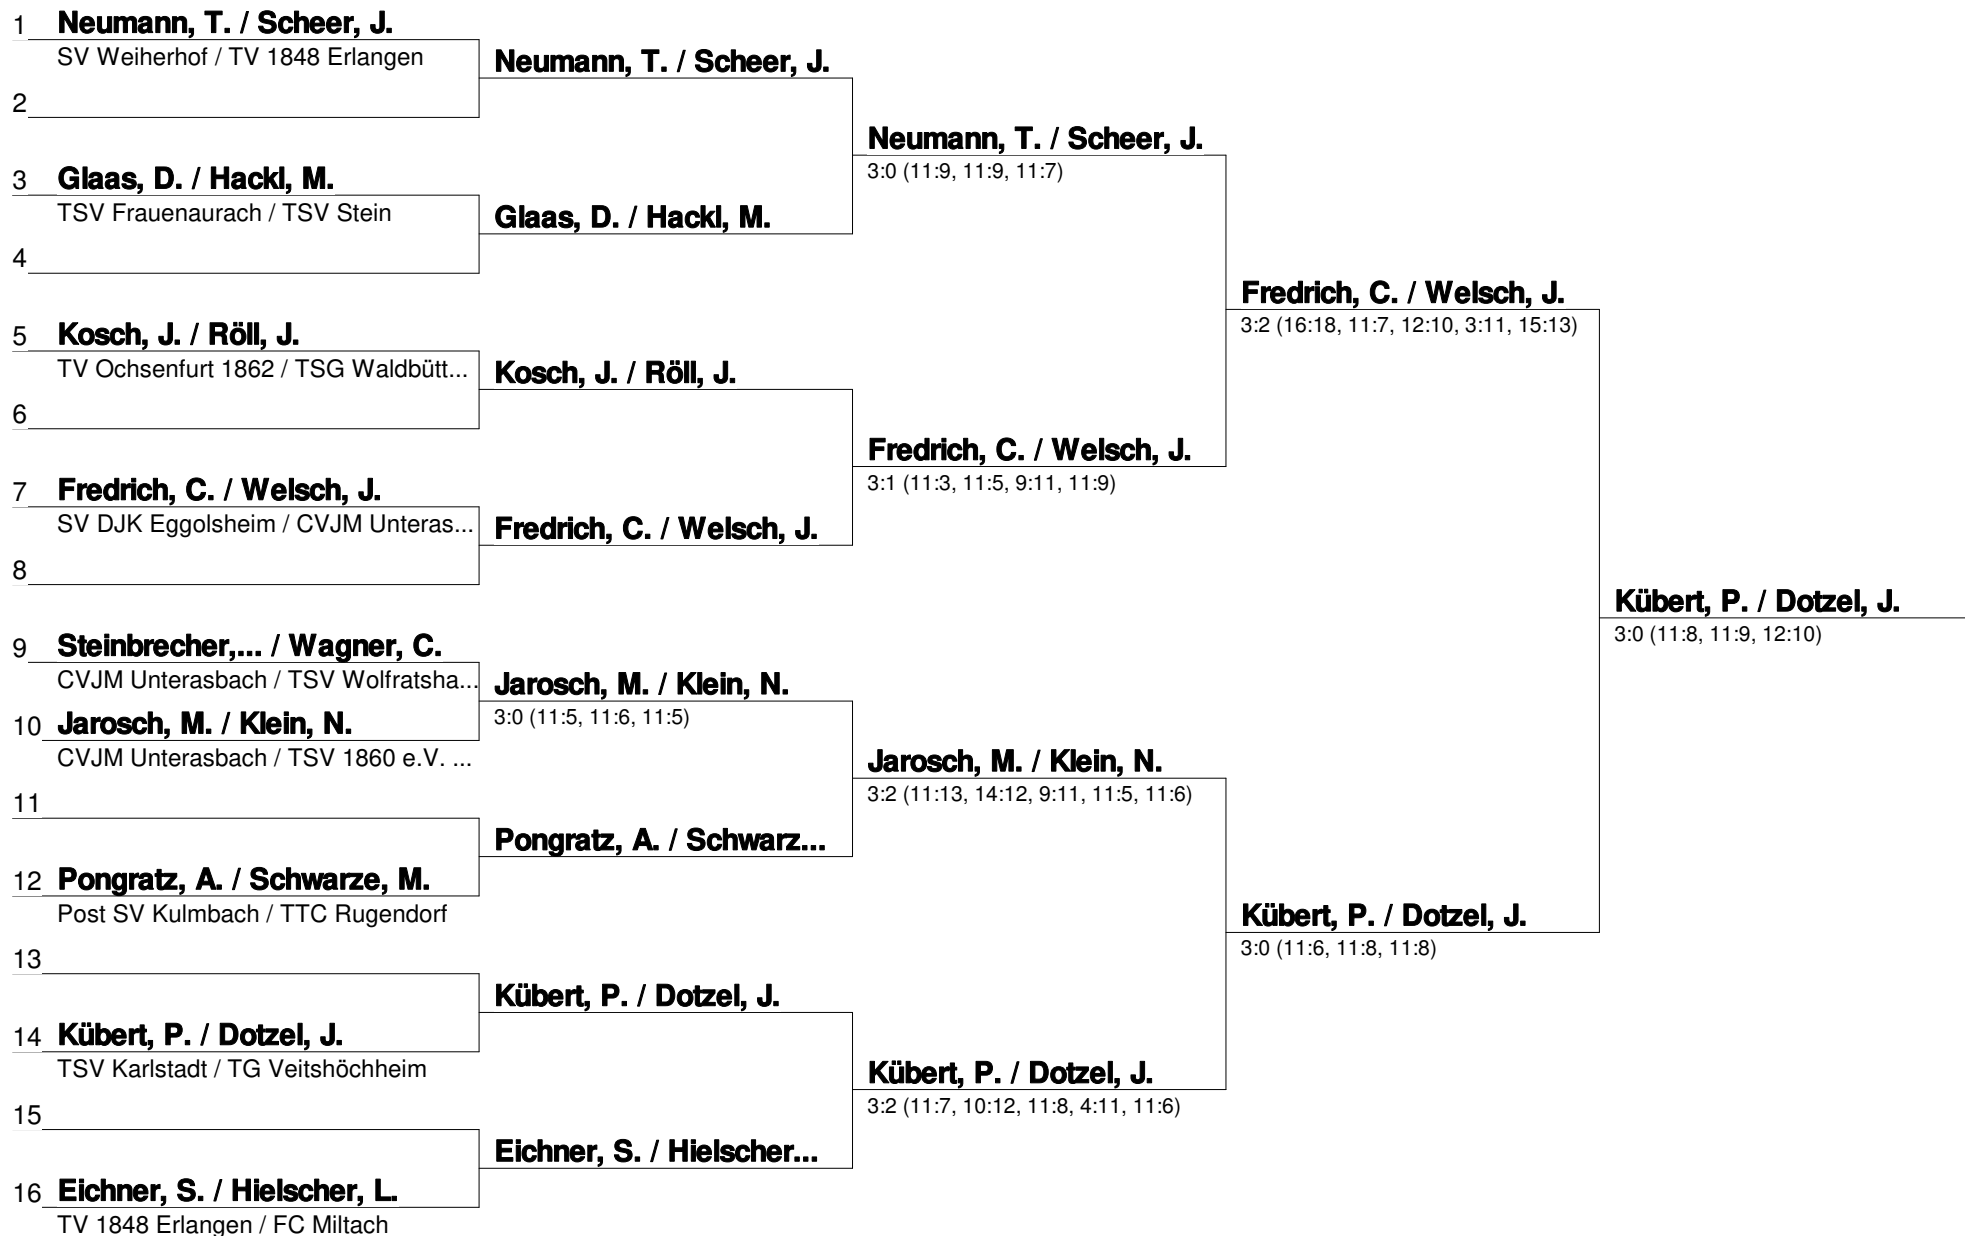 1 Neumann, T. / Scheer, J.
SV Weiherhof / TV 1848 Erlangen
2
3 Glaas, D. / Hackl, M.
TSV Frauenaurach / TSV Stein
4
5 Kosch, J. / Röll, J.
TV Ochsenfurt 1862 / TSG Waldbütt...
6
7 Fredrich, C. / Welsch, J.
SV DJK Eggolsheim / CVJM Unteras...
8
9 Steinbrecher,... / Wagner, C.
CVJM Unterasbach / TSV Wolfratsha...
10 Jarosch, M. / Klein, N.
CVJM Unterasbach / TSV 1860 e.V. ...
11
12 Pongratz, A. / Schwarze, M.
Post SV Kulmbach / TTC Rugendorf
13
14 Kübert, P. / Dotzel, J.
TSV Karlstadt / TG Veitshöchheim
15
16 Eichner, S. / Hielscher, L.
TV 1848 Erlangen / FC Miltach
Neumann, T. / Scheer, J.
Glaas, D. / Hackl, M.
Kosch, J. / Röll, J.
Fredrich, C. / Welsch, J.
Jarosch, M. / Klein, N.
3:0 (11:5, 11:6, 11:5)
Pongratz, A. / Schwarz...
Kübert, P. / Dotzel, J.
Eichner, S. / Hielscher...
Neumann, T. / Scheer, J.
3:0 (11:9, 11:9, 11:7)
Fredrich, C. / Welsch, J.
3:1 (11:3, 11:5, 9:11, 11:9)
Jarosch, M. / Klein, N.
3:2 (11:13, 14:12, 9:11, 11:5, 11:6)
Kübert, P. / Dotzel, J.
3:2 (11:7, 10:12, 11:8, 4:11, 11:6)
Fredrich, C. / Welsch, J.
3:2 (16:18, 11:7, 12:10, 3:11, 15:13)
Kübert, P. / Dotzel, J.
3:0 (11:6, 11:8, 11:8)
Kübert, P. / Dotzel, J.
3:0 (11:8, 11:9, 12:10)